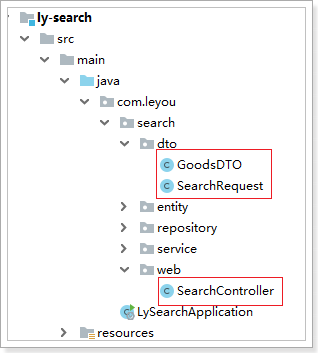 ly-search
src
main
java
com.leyou
search
dto
GoodsDTO
SearchRequest
entity
repository
service
web
SearchController
LySearchApplication
resources